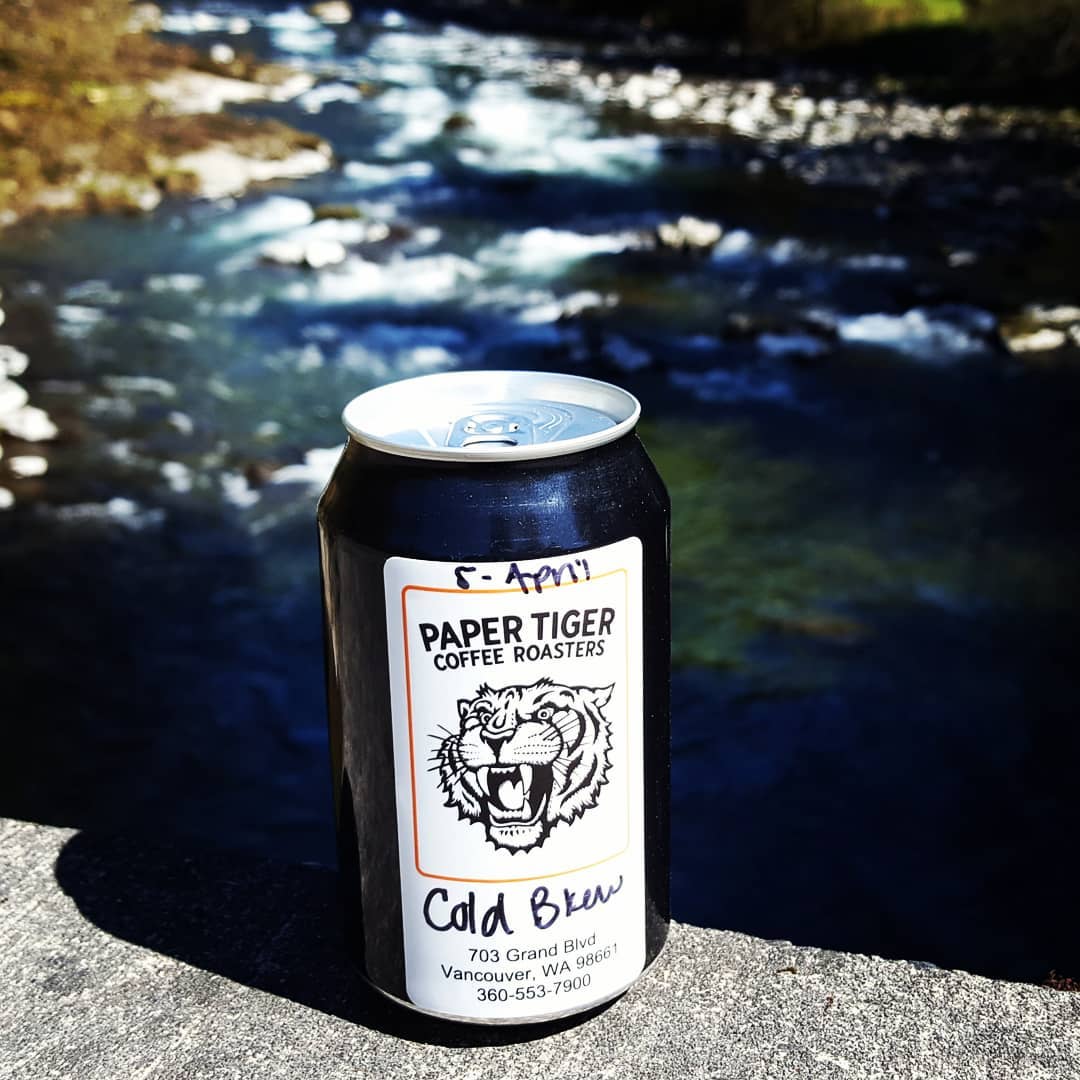 5-April
PAPER TIGER
COFFEE ROASTERS
Cold Brew
703 Grand Blvd
Vancouver, WA 98661
360-553-7900